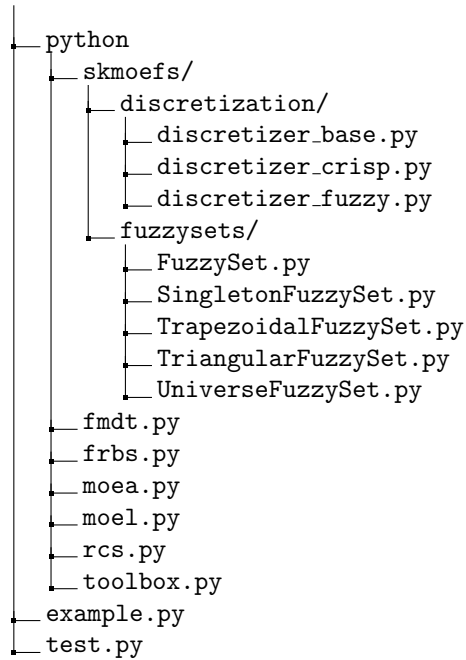 python
skmoefs/
discretization/
discretizer_base.py
discretizer_crisp.py
discretizer_fuzzy.py
fuzzysets/
FuzzySet.py
SingletonFuzzySet.py
TrapezoidalFuzzySet.py
TriangularFuzzySet.py
UniverseFuzzySet.py
fmdt.py
frbs.py
moea.py
moel.py
rcs.py
toolbox.py
example.py
test.py